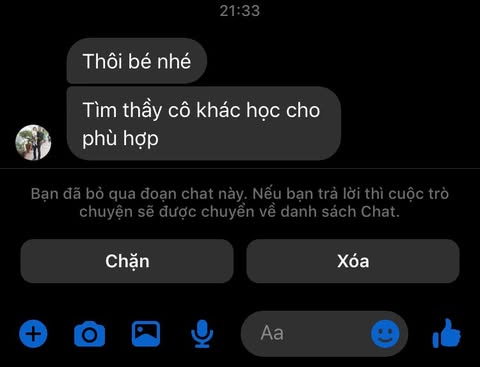 21:33
Thôi bé nhé
Tìm thầy cô khác học cho
phù hợp
Bạn đã bỏ qua đoạn chat này. Nếu bạn trả lời thì cuộc trò
chuyện sẽ được chuyển về danh sách Chat.
Chặn
Xóa
Aa